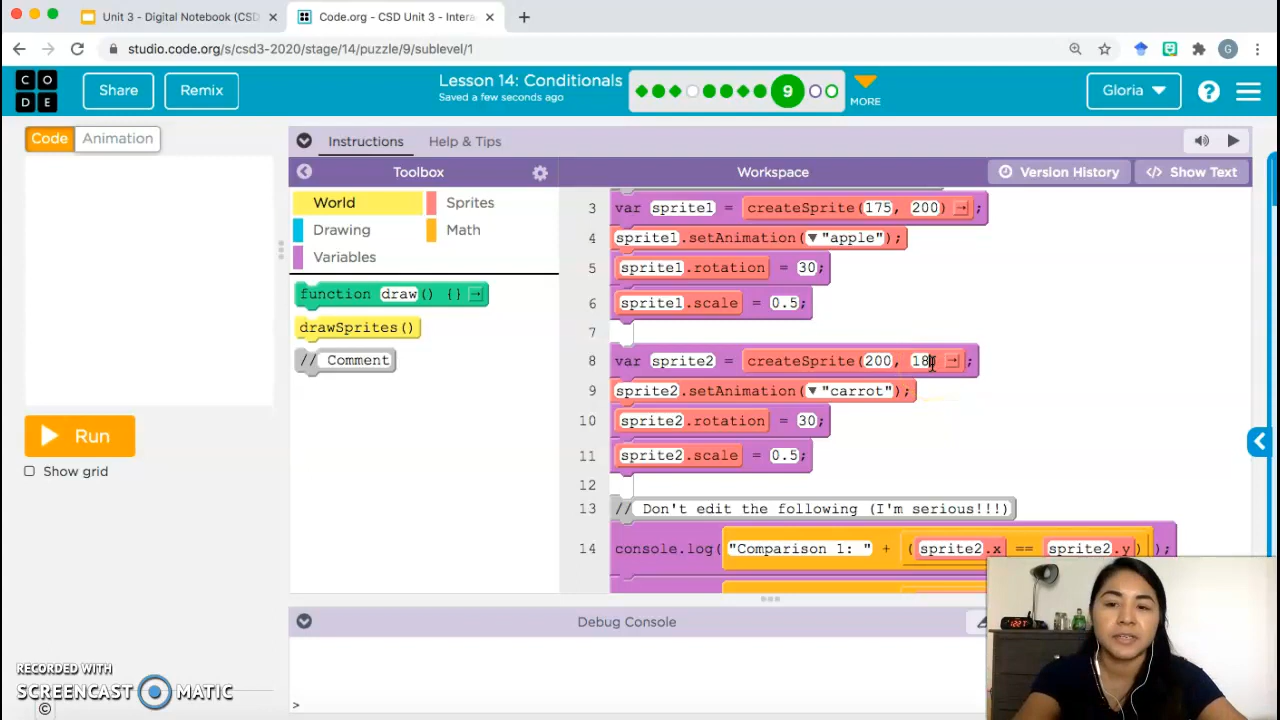 Unit 3 - Digital Notebook (CSD
Code.org - CSD Unit 3 - Intera
studio.code.org/s/csd3-2020/stage/14/puzzle/9/sublevel/1
G
C O D E
Share
Remix
Lesson 14: Conditionals
Saved a few seconds ago
9
MORE
Gloria
?
Code
Animation
Instructions
Help & Tips
Toolbox
Workspace
Version History
</> Show Text
World
Sprites
Drawing
Math
Variables
function draw() {}
drawSprites()
// Comment
3 var sprite1 = createSprite(175, 200);
4 sprite1.setAnimation("apple");
5 sprite1.rotation = 30;
6 sprite1.scale = 0.5;
7
8 var sprite2 = createSprite(200, 18
9 sprite2.setAnimation("carrot");
10 sprite2.rotation = 30;
11 sprite2.scale = 0.5;
12
13 // Don't edit the following (I'm serious!!!)
14 console.log("Comparison 1: " + (sprite2.x == sprite2.y));
Run
Show grid
Debug Console
>
RECORDED WITH
SCREENCAST MATIC
©